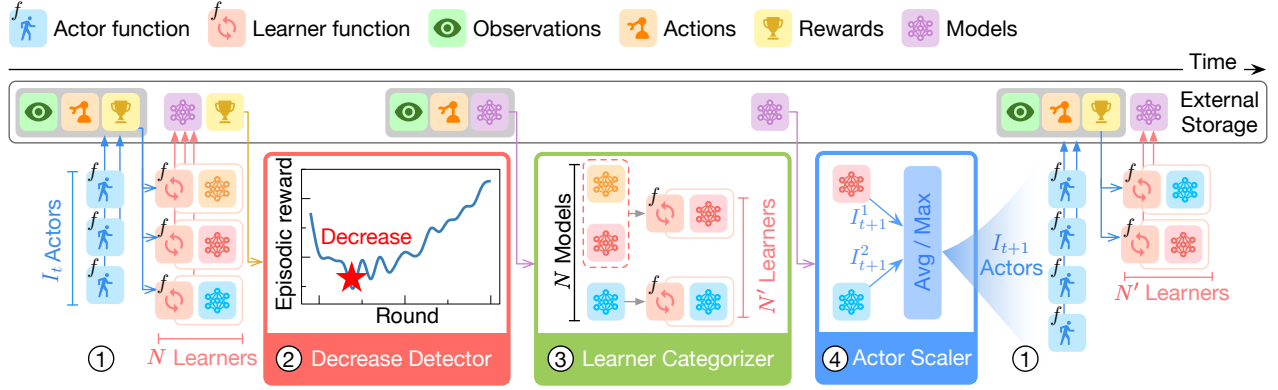 f Actor function
f Learner function
Observations
Actions
Rewards
Models
Time
External
Storage
f
f
f
f
f
f
I_t Actors
① N Learners
Episodic reward
Decrease
Round
② Decrease Detector
N Models
f
f
N′ Learners
③ Learner Categorizer
I^1_{t+1}
I^2_{t+1}
Avg / Max
④ Actor Scaler
I_{t+1}
Actors
①
f
f
f
f
f
f
N′ Learners